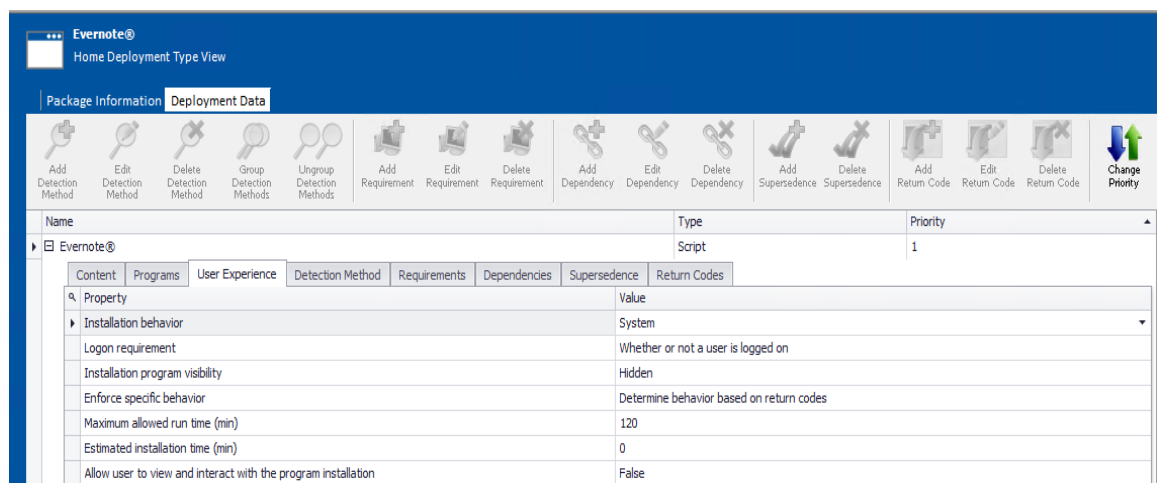 Evernote®
Home Deployment Type View
Package Information Deployment Data
Add Detection Method
Edit Detection Method
Delete Detection Method
Group Detection Methods
Ungroup Detection Methods
Add Requirement
Edit Requirement
Delete Requirement
Add Dependency
Edit Dependency
Delete Dependency
Add Supersedence
Delete Supersedence
Add Return Code
Edit Return Code
Delete Return Code
Change Priority
Name Type Priority
Evernote® Script 1
Content Programs User Experience Detection Method Requirements Dependencies Supersedence Return Codes
Property Value
Installation behavior System
Logon requirement Whether or not a user is logged on
Installation program visibility Hidden
Enforce specific behavior Determine behavior based on return codes
Maximum allowed run time (min) 120
Estimated installation time (min) 0
Allow user to view and interact with the program installation False